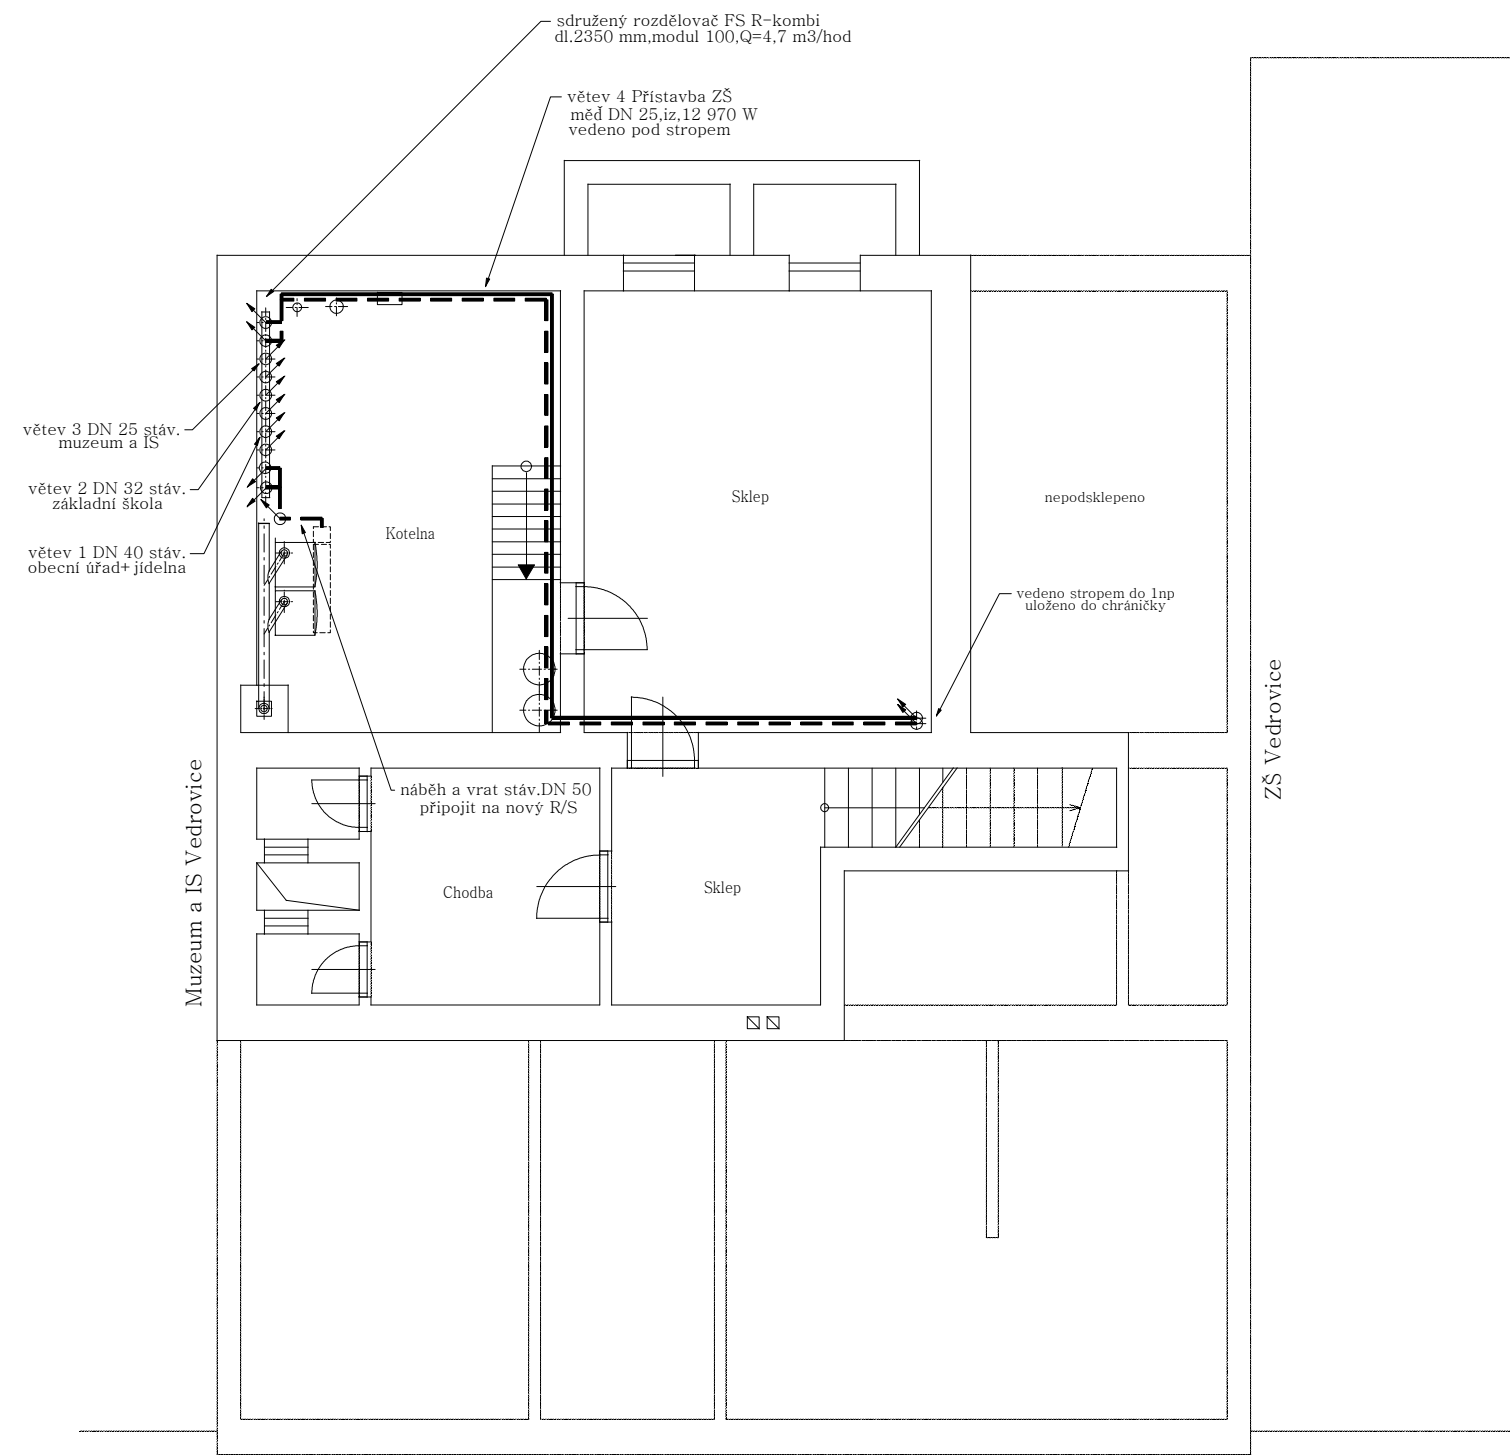 sdružený rozdělovač FS R-kombi
dl.2350 mm,modul 100,Q=4,7 m3/hod
větev 4 Přístavba ZŠ
měď DN 25,iz,12 970 W
vedeno pod stropem
větev 3 DN 25 stáv.
muzeum a IS
větev 2 DN 32 stáv.
základní škola
větev 1 DN 40 stáv.
obecní úřad+jídelna
Kotelna
Sklep
nepodsklepeno
vedeno stropem do 1np
uloženo do chráničky
náběh a vrat stáv.DN 50
připojit na nový R/S
Chodba
Sklep
Muzeum a IS Vedrovice
ZŠ Vedrovice